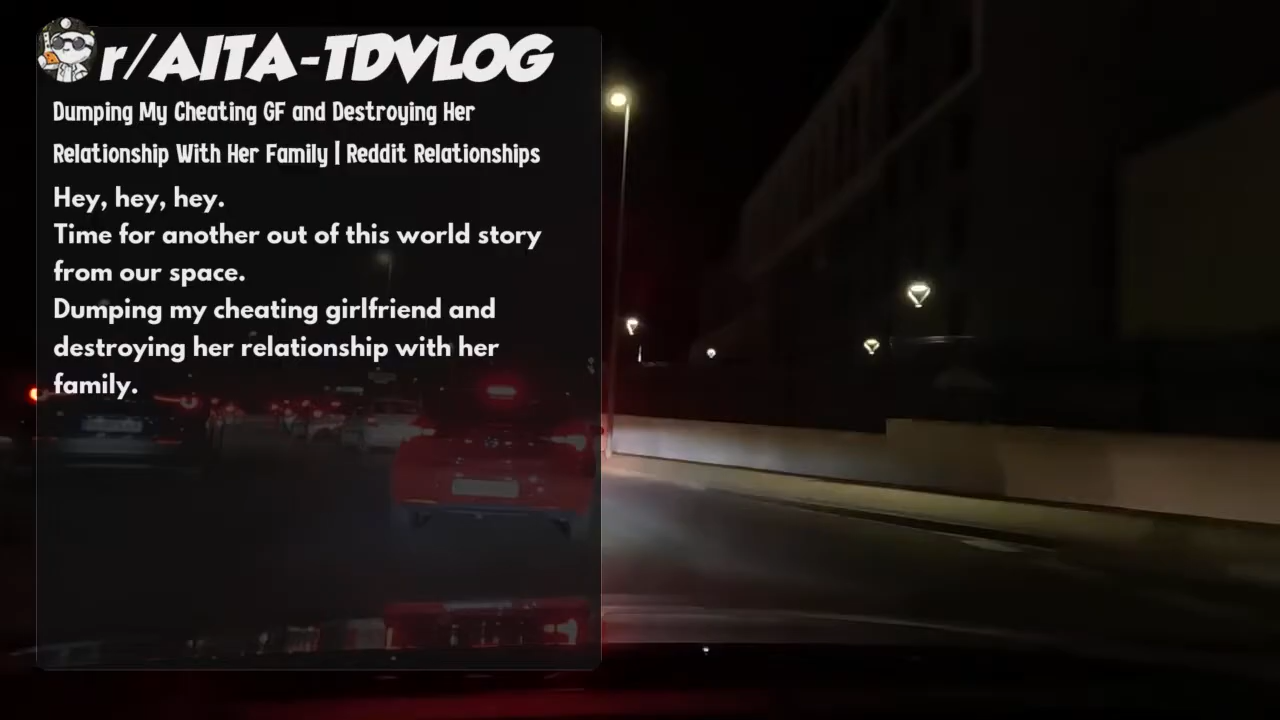 r/AITA-TDVLOG
Dumping My Cheating GF and Destroying Her
Relationship With Her Family | Reddit Relationships
Hey, hey, hey.
Time for another out of this world story
from our space.
Dumping my cheating girlfriend and
destroying her relationship with her
family.